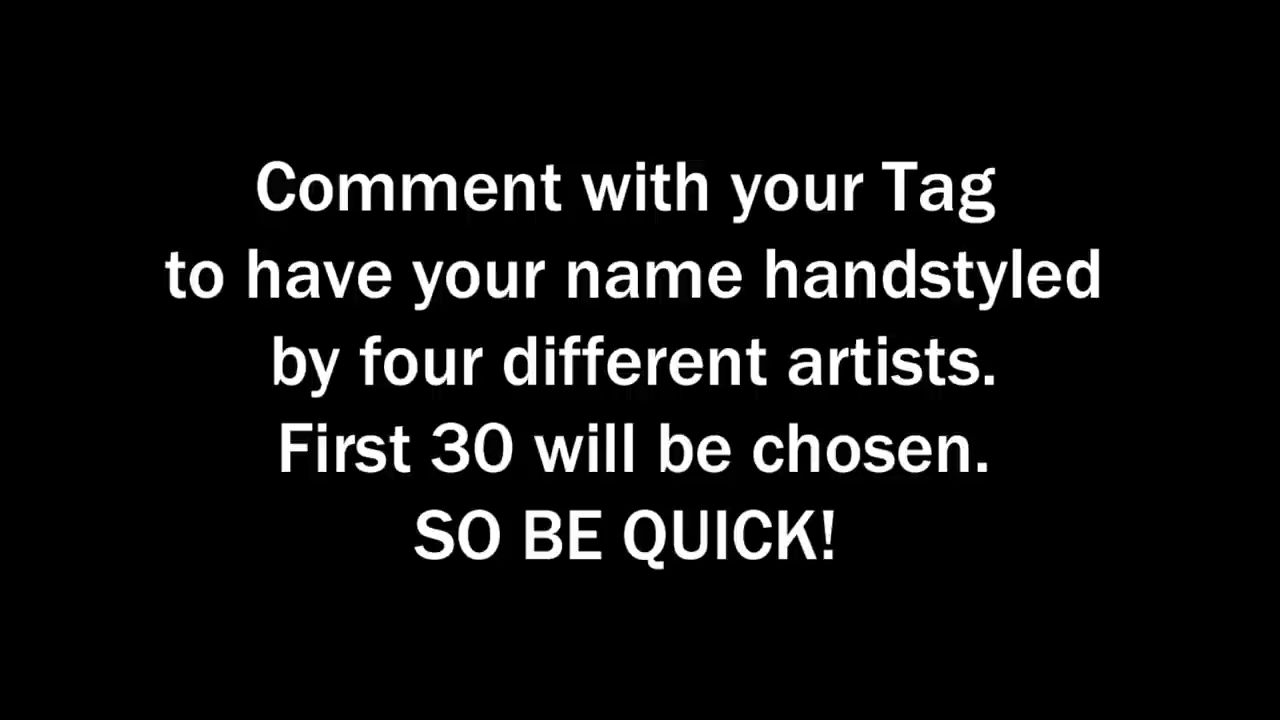 Comment with your Tag
to have your name handstyled
by four different artists.
First 30 will be chosen.
SO BE QUICK!